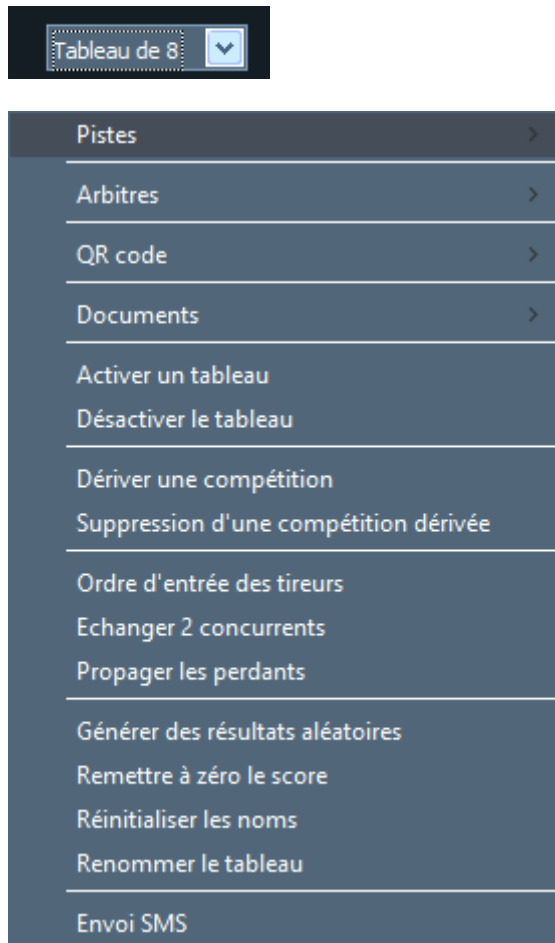 Tableau de 8
Pistes
Arbitres
QR code
Documents
Activer un tableau
Désactiver le tableau
Dériver une compétition
Suppression d'une compétition dérivée
Ordre d'entrée des tireurs
Echanger 2 concurrents
Propager les perdants
Générer des résultats aléatoires
Remettre à zéro le score
Réinitialiser les noms
Renommer le tableau
Envoi SMS